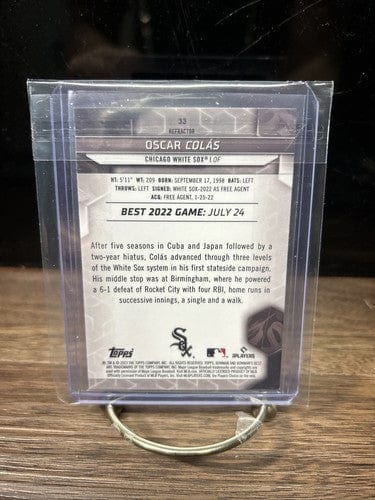 33
REFRACTOR
OSCAR COLÁS
CHICAGO WHITE SOX | OF
HT: 5'11" WT: 209 BORN: SEPTEMBER 17, 1998 BATS: LEFT
THROWS: LEFT SIGNED: WHITE SOX-2022 AS FREE AGENT
ACQ: FREE AGENT, 1-25-22
BEST 2022 GAME: JULY 24
After five seasons in Cuba and Japan followed by a
two-year hiatus, Colás advanced through three levels
of the White Sox system in his first stateside campaign.
His middle stop was at Birmingham, where he powered
a 6-1 defeat of Rocket City with four RBI, home runs in
successive innings, a single and a walk.
Topps
SOX
PLAYERS